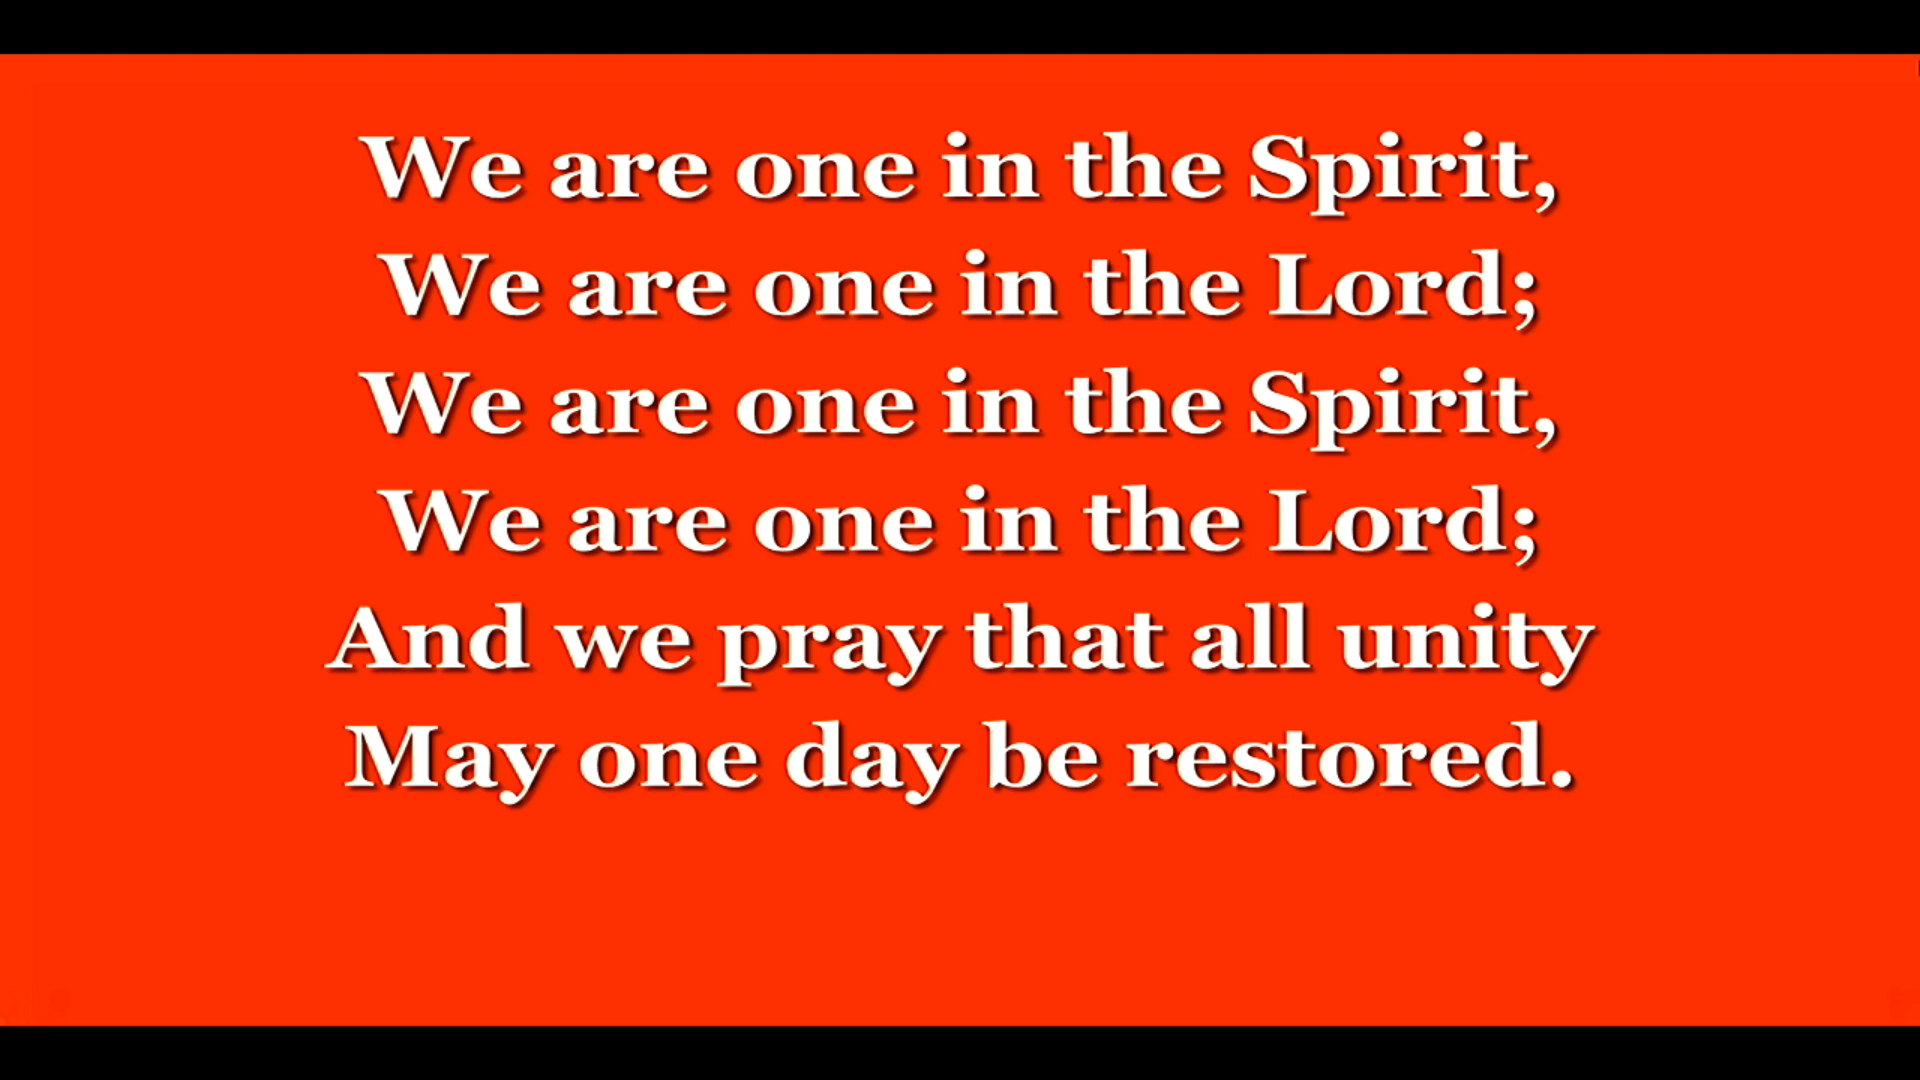 We are one in the Spirit,
We are one in the Lord;
We are one in the Spirit,
We are one in the Lord;
And we pray that all unity
May one day be restored.